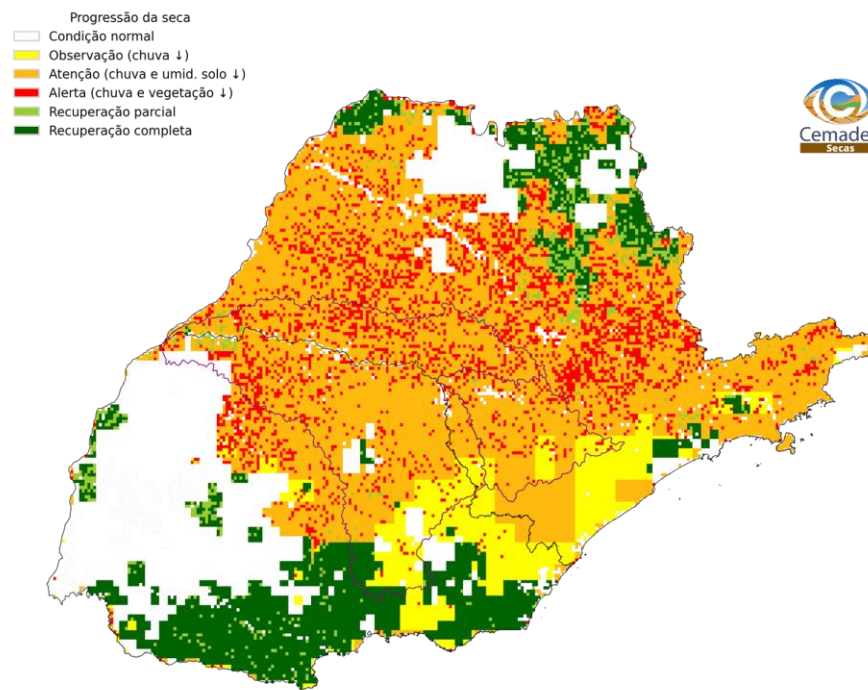 Progressão da seca
Condição normal
Observação (chuva ↓)
Atenção (chuva e umid. solo ↓)
Alerta (chuva e vegetação ↓)
Recuperação parcial
Recuperação completa
Cemade
Secas